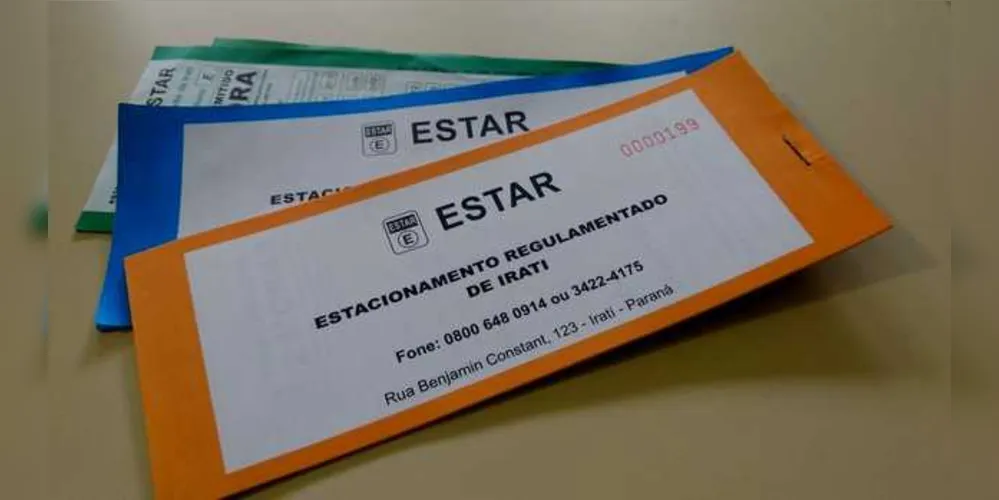 ESTAR
E
ESTAR
ESTAR
E
ESTAR
0000199
ESTAR
E
ESTAR
ESTACIONAMENTO REGULAMENTADO
DE IRATI
Fone: 0800 648 0914 ou 3422-4175
Rua Benjamin Constant, 123 - Irati - Paraná